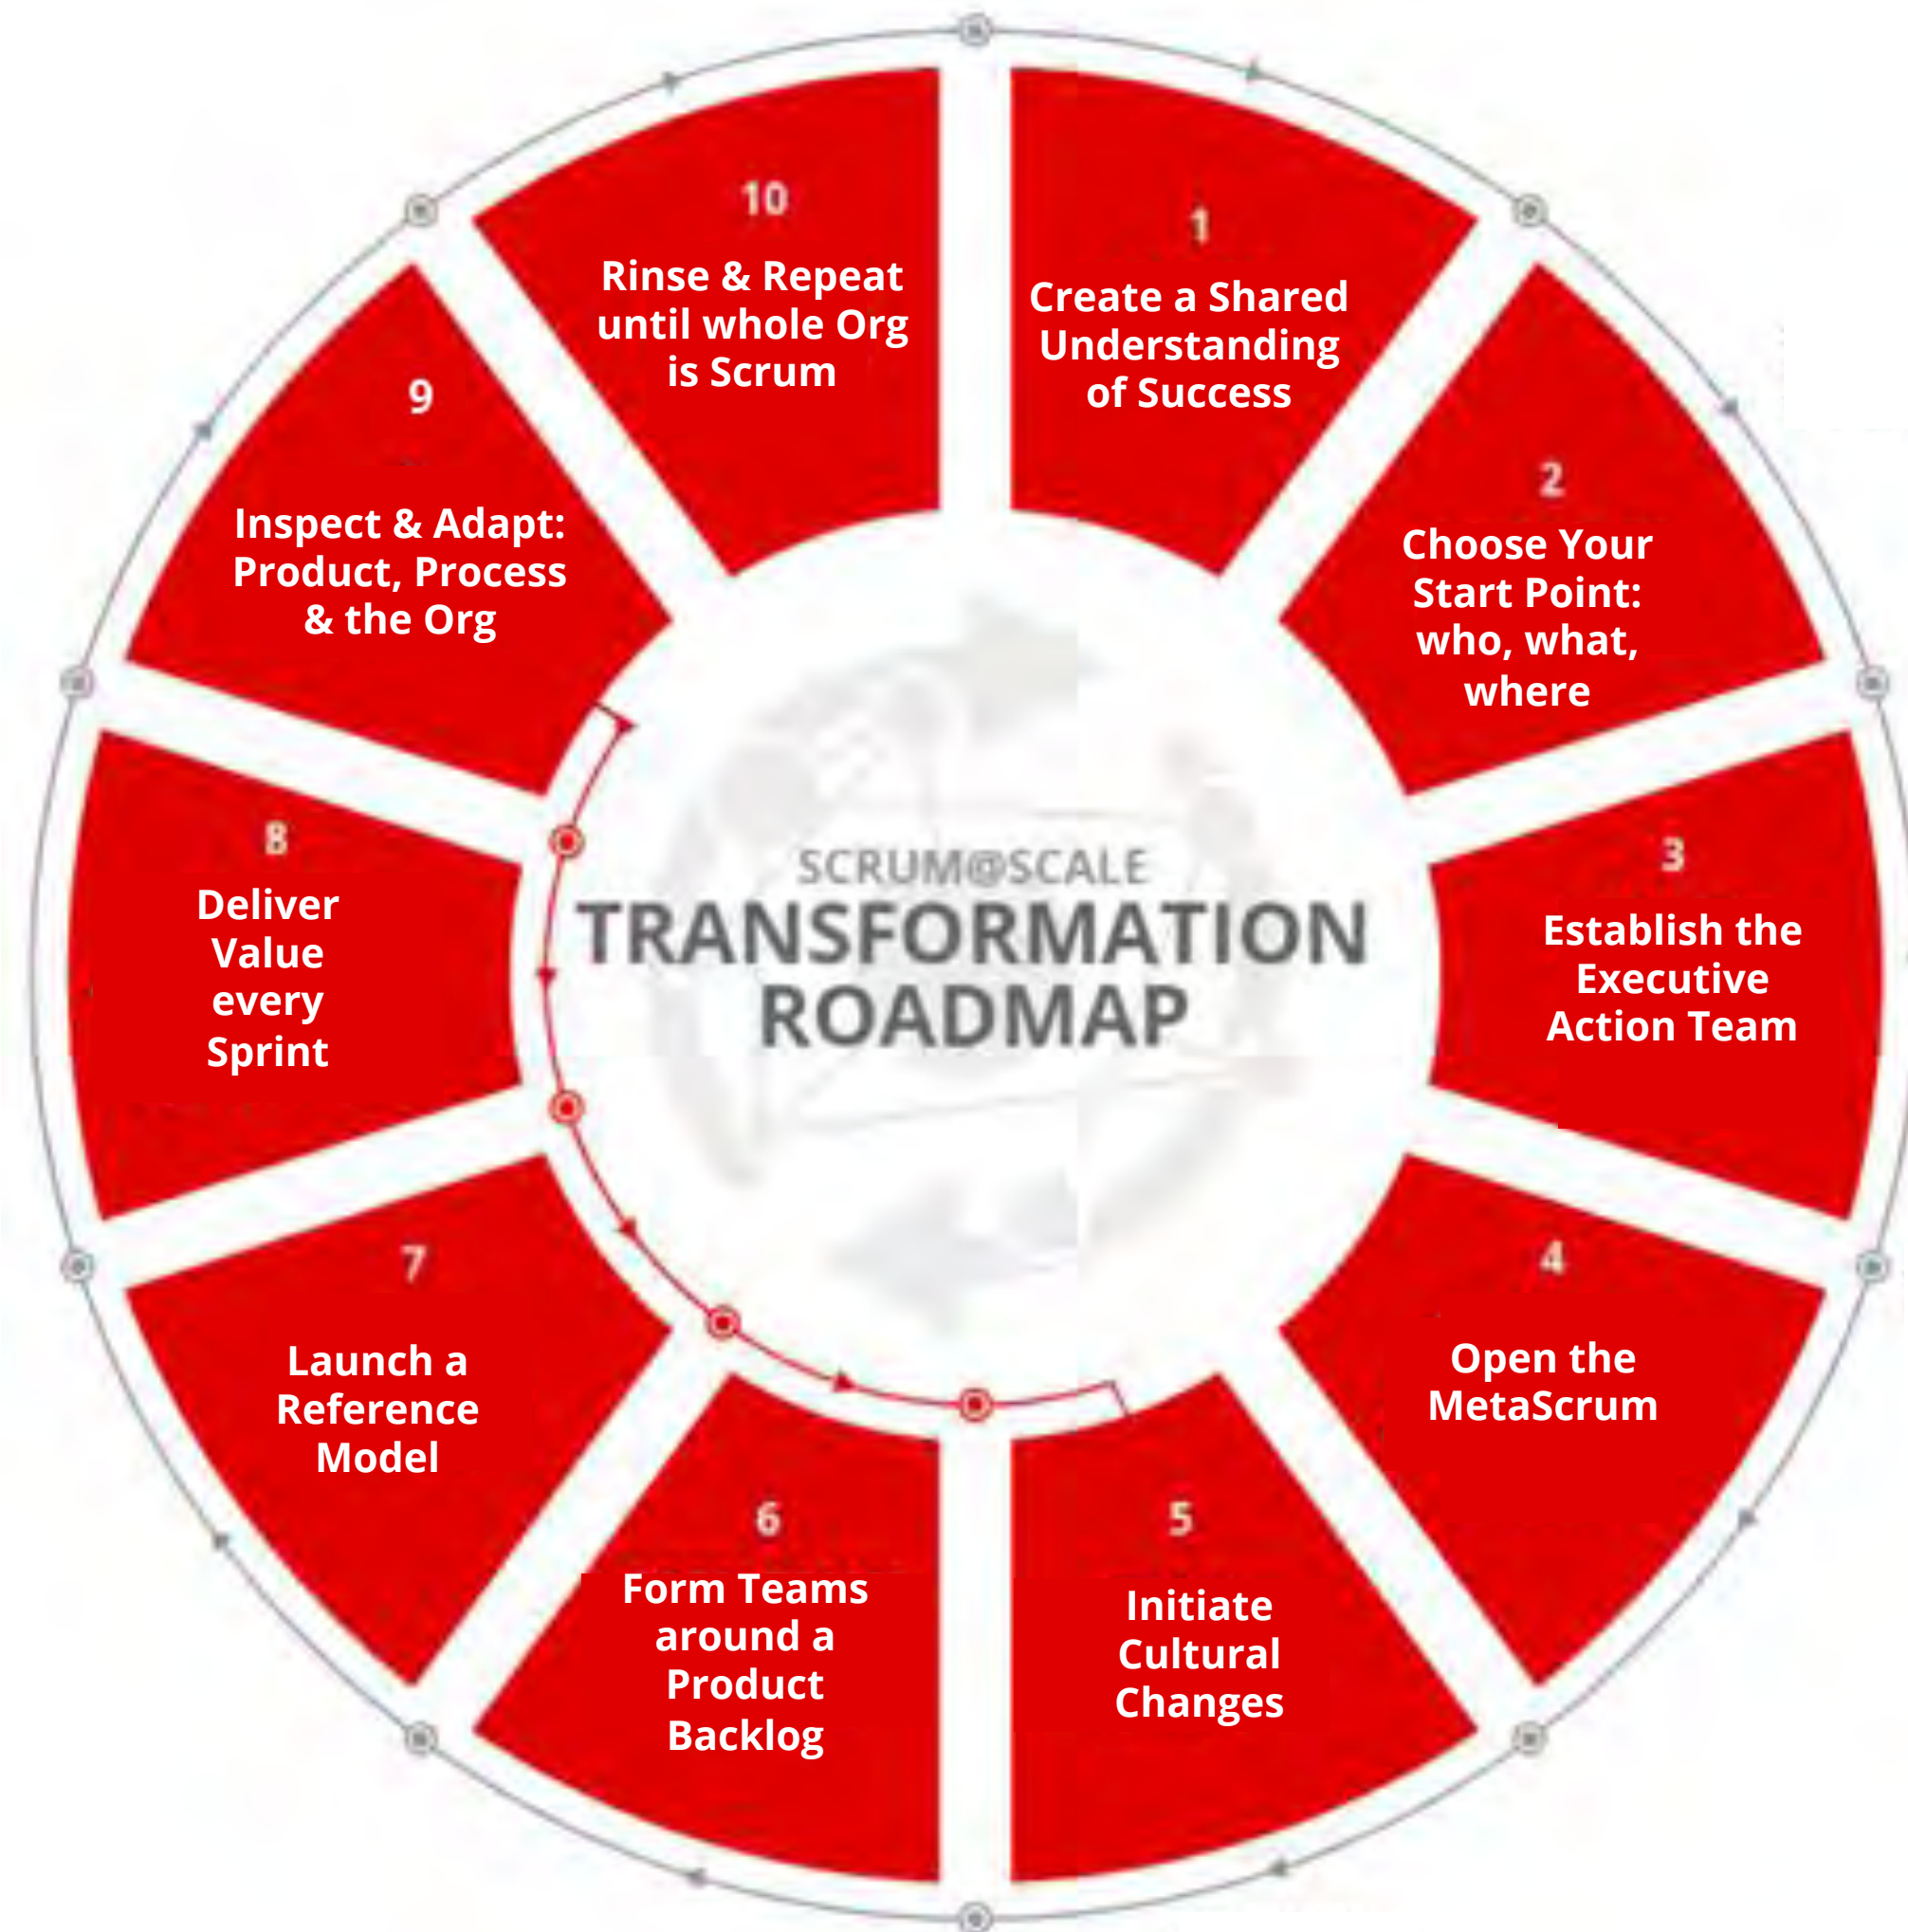 SCRUM@SCALE
TRANSFORMATION
ROADMAP
1
Create a Shared
Understanding
of Success
2
Choose Your
Start Point:
who, what,
where
3
Establish the
Executive
Action Team
4
Open the
MetaScrum
5
Initiate
Cultural
Changes
6
Form Teams
around a
Product
Backlog
7
Launch a
Reference
Model
8
Deliver
Value
every
Sprint
9
Inspect & Adapt:
Product, Process
& the Org
10
Rinse & Repeat
until whole Org
is Scrum